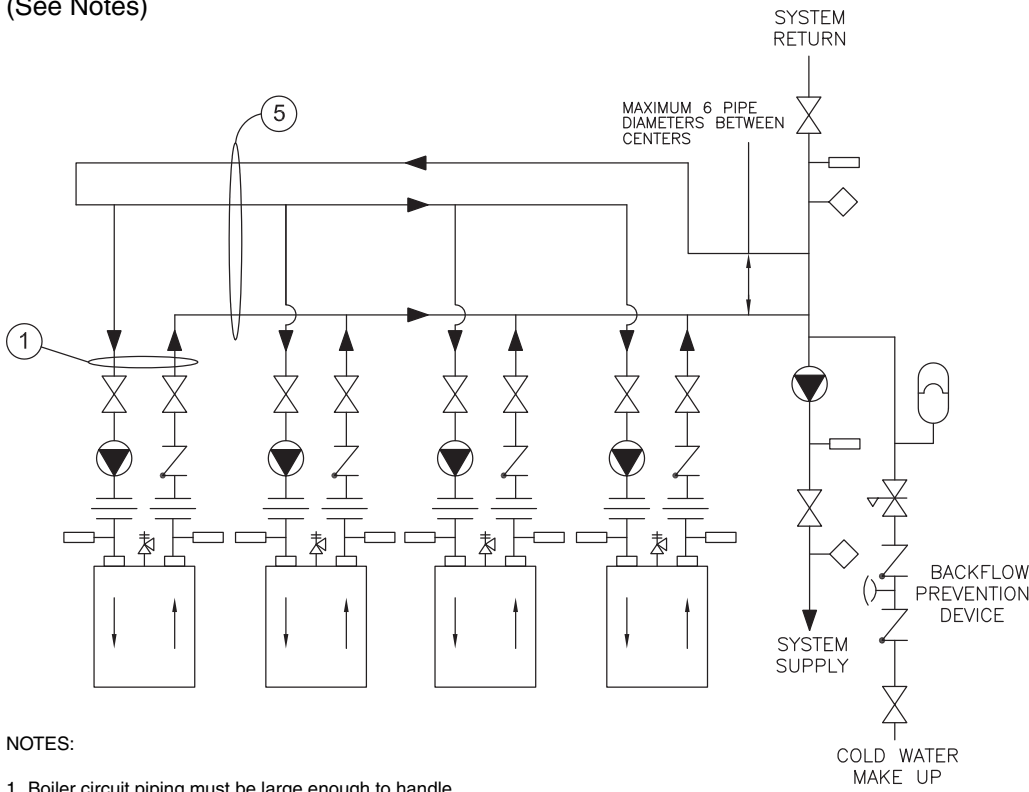 (See Notes)
SYSTEM
RETURN
MAXIMUM 6 PIPE
DIAMETERS BETWEEN
CENTERS
5
1
BACKFLOW
PREVENTION
DEVICE
SYSTEM
SUPPLY
COLD WATER
MAKE UP
NOTES:
1. Boiler circuit piping must be large enough to handle